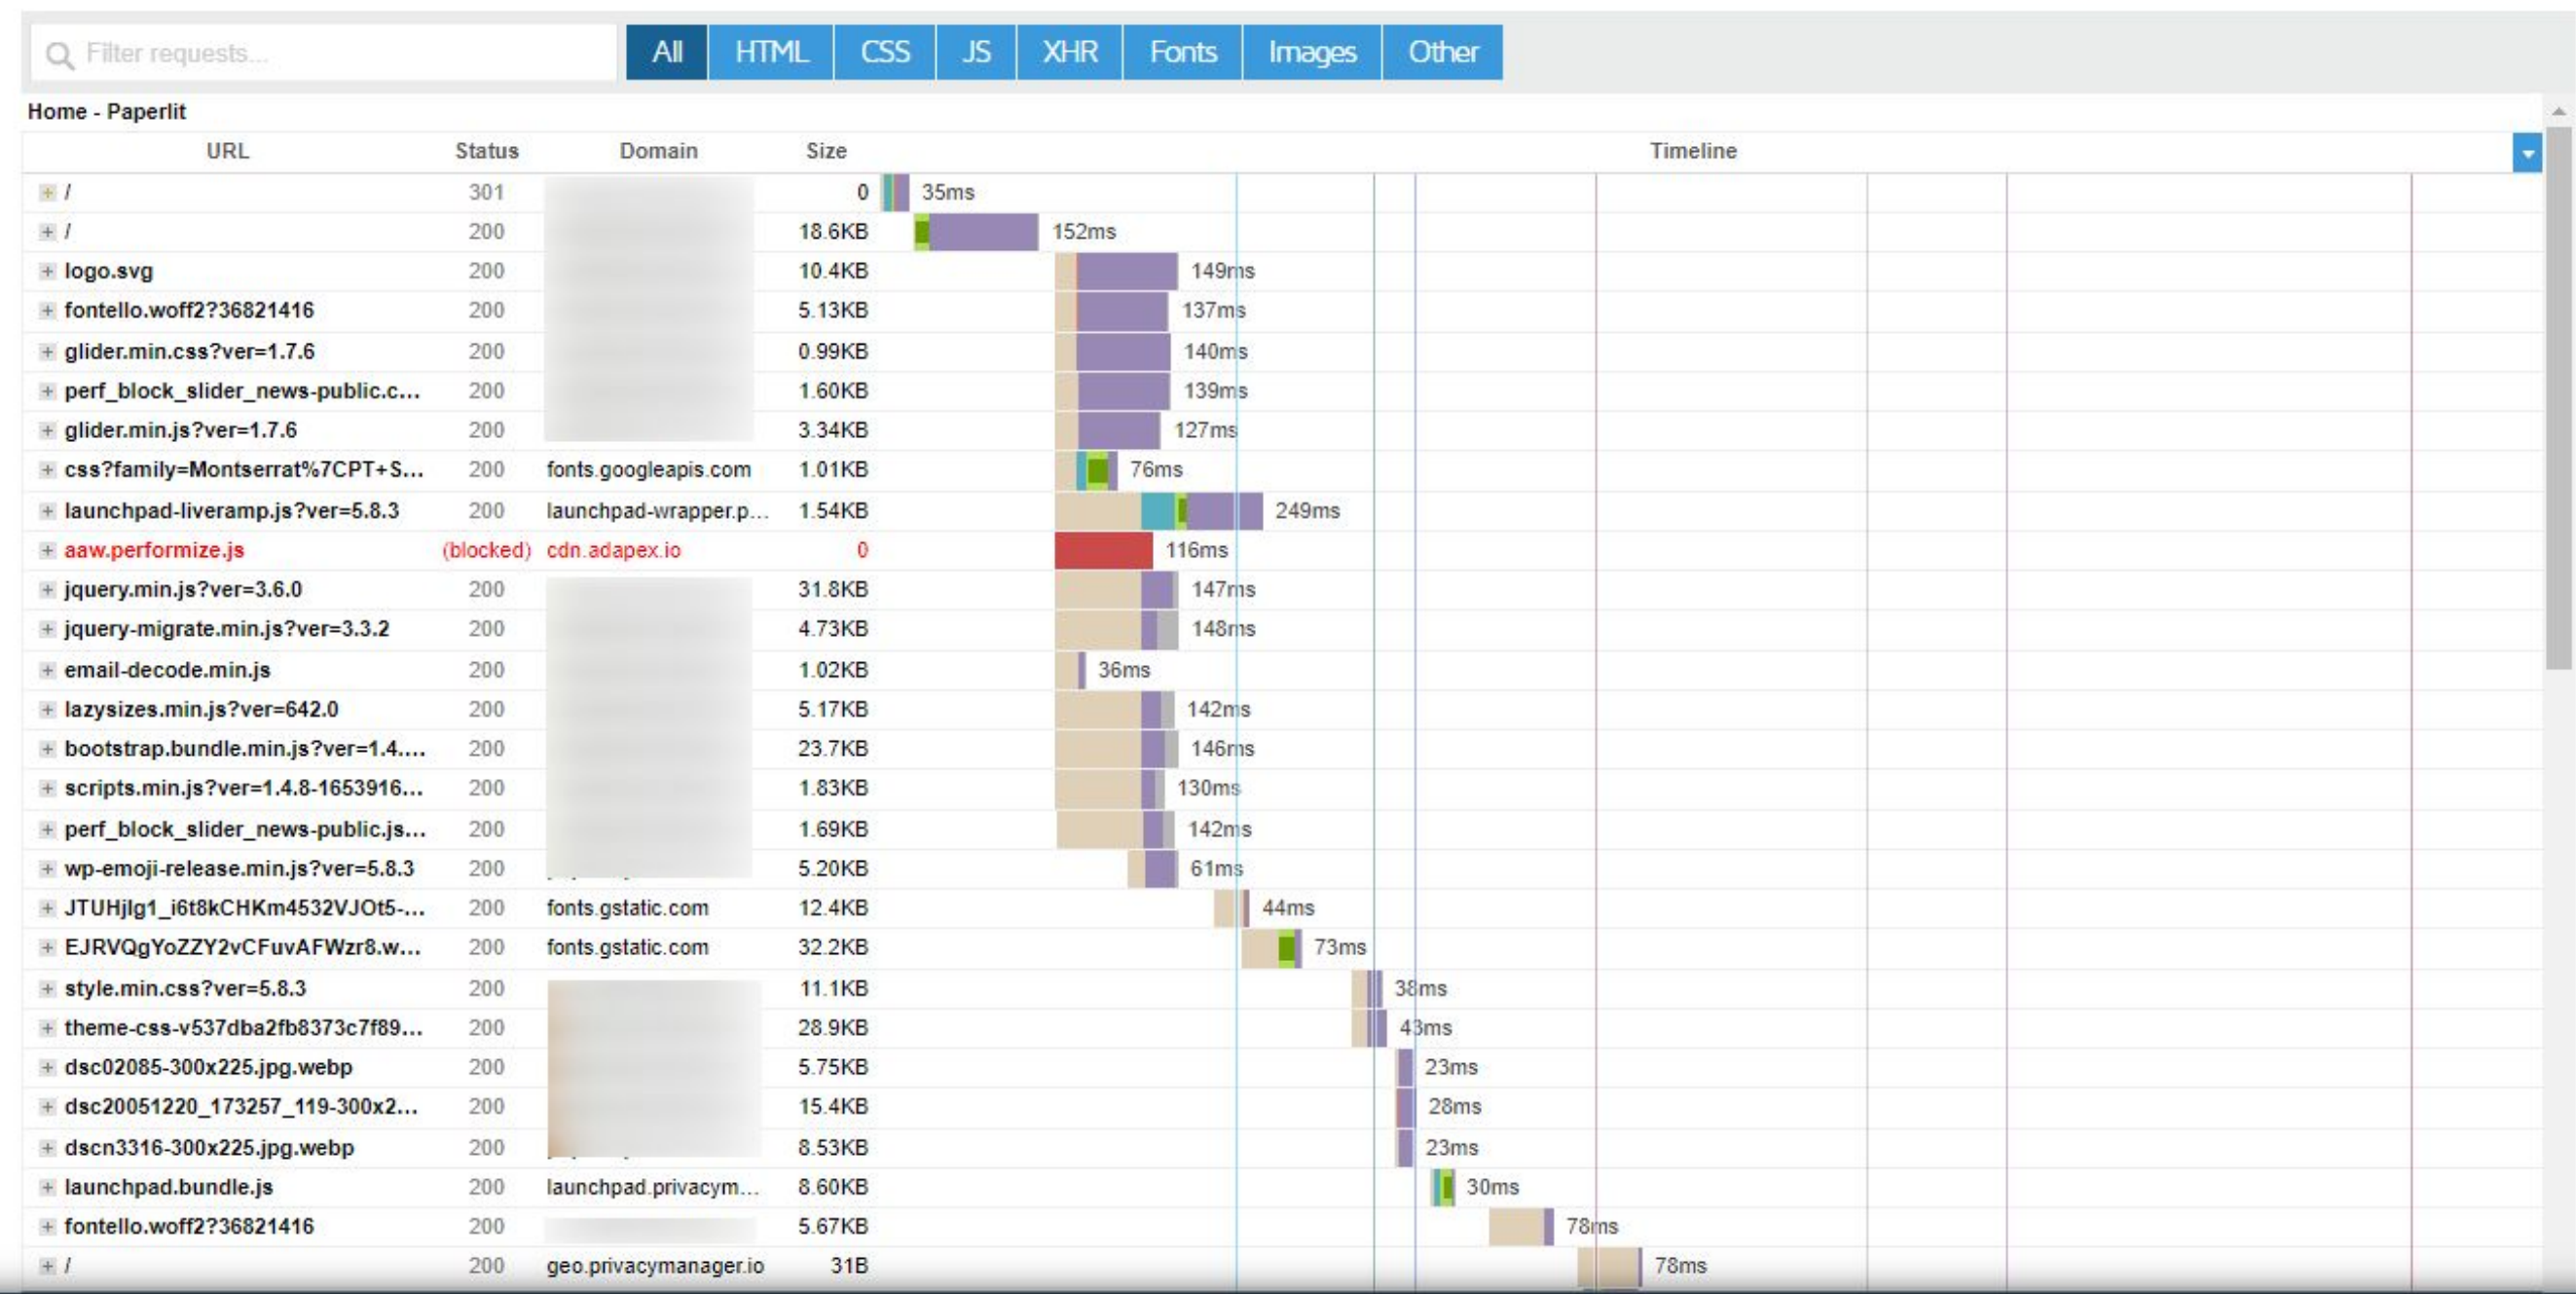 Filter requests... All HTML CSS JS XHR Fonts Images Other
Home - Paperlit
URL Status Domain Size Timeline
/ 301 0 35ms
/ 200 18.6KB 152ms
logo.svg 200 10.4KB 149ms
fontello.woff2?36821416 200 5.13KB 137ms
glider.min.css?ver=1.7.6 200 0.99KB 140ms
perf_block_slider_news-public.c... 200 1.60KB 139ms
glider.min.js?ver=1.7.6 200 3.34KB 127ms
css?family=Montserrat%7CPT+S... 200 fonts.googleapis.com 1.01KB 76ms
launchpad-liveramp.js?ver=5.8.3 200 launchpad-wrapper.p... 1.54KB 249ms
aaw.performize.js (blocked) cdn.adapex.io 0 116ms
jquery.min.js?ver=3.6.0 200 31.8KB 147ms
jquery-migrate.min.js?ver=3.3.2 200 4.73KB 148ms
email-decode.min.js 200 1.02KB 36ms
lazysizes.min.js?ver=642.0 200 5.17KB 142ms
bootstrap.bundle.min.js?ver=1.4.... 200 23.7KB 146ms
scripts.min.js?ver=1.4.8-1653916... 200 1.83KB 130ms
perf_block_slider_news-public.js... 200 1.69KB 142ms
wp-emoji-release.min.js?ver=5.8.3 200 5.20KB 61ms
JTUHjIg1_i6t8kCHKm4532VJOt5-... 200 fonts.gstatic.com 12.4KB 44ms
EJRVQgYoZZY2vCFuvAFWzr8.w... 200 fonts.gstatic.com 32.2KB 73ms
style.min.css?ver=5.8.3 200 11.1KB 38ms
theme-css-v537dba2fb8373c7f89... 200 28.9KB 43ms
dsc02085-300x225.jpg.webp 200 5.75KB 23ms
dsc20051220_173257_119-300x2... 200 15.4KB 28ms
dscn3316-300x225.jpg.webp 200 8.53KB 23ms
launchpad.bundle.js 200 launchpad.privacym... 8.60KB 30ms
fontello.woff2?36821416 200 5.67KB 78ms
/ 200 geo.privacymanager.io 31B 78ms